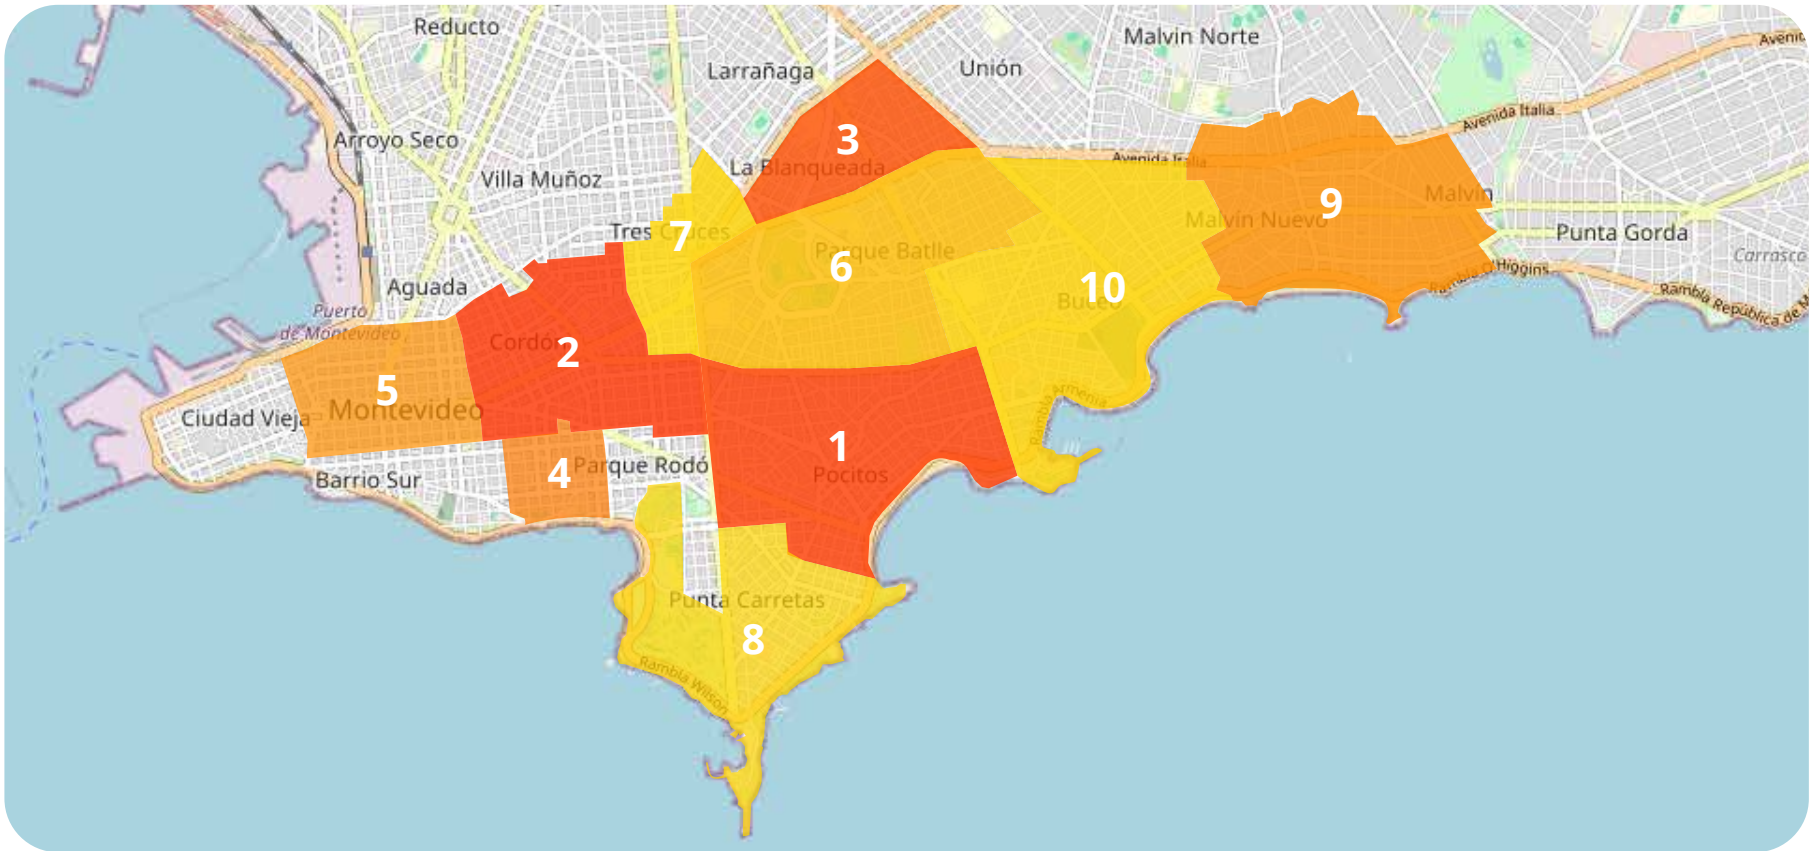 Reducto
Malvin Norte
Avenid
Larrañaga
Unión
Avenida Italia
Arroyo Seco
3
Avenida Italia
La Blanqueada
Villa Muñoz
Malvín
9
Malvín Nuevo
Tres Cruces
7
Punta Gorda
Parque Batlle
Carrasco
6
Rambla O'Higgins
Aguada
10
Buceo
Rambla República de M
Puerto
de Montevideo
Cordón
2
5
Montevideo
Rambla Armenia
Ciudad Vieja
1
Parque Rodó
4
Pocitos
Barrio Sur
Punta Carretas
8
Rambla Wilson